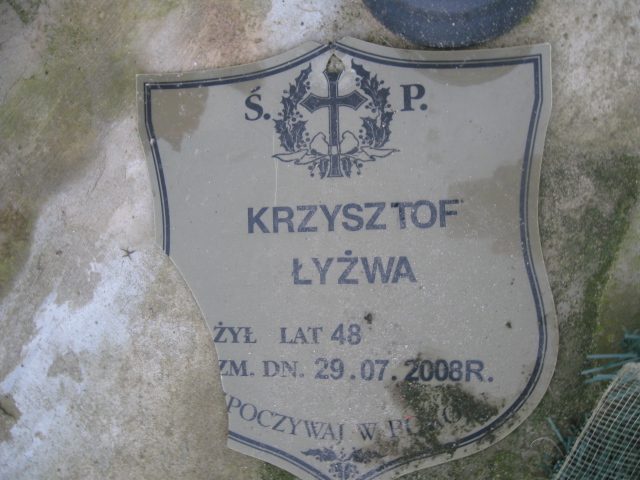 Ś. P.
KRZYSZTOF
ŁYŻWA
ŻYŁ LAT 48
ZM. DN. 29.07.2008R.
POCZYWAJ W